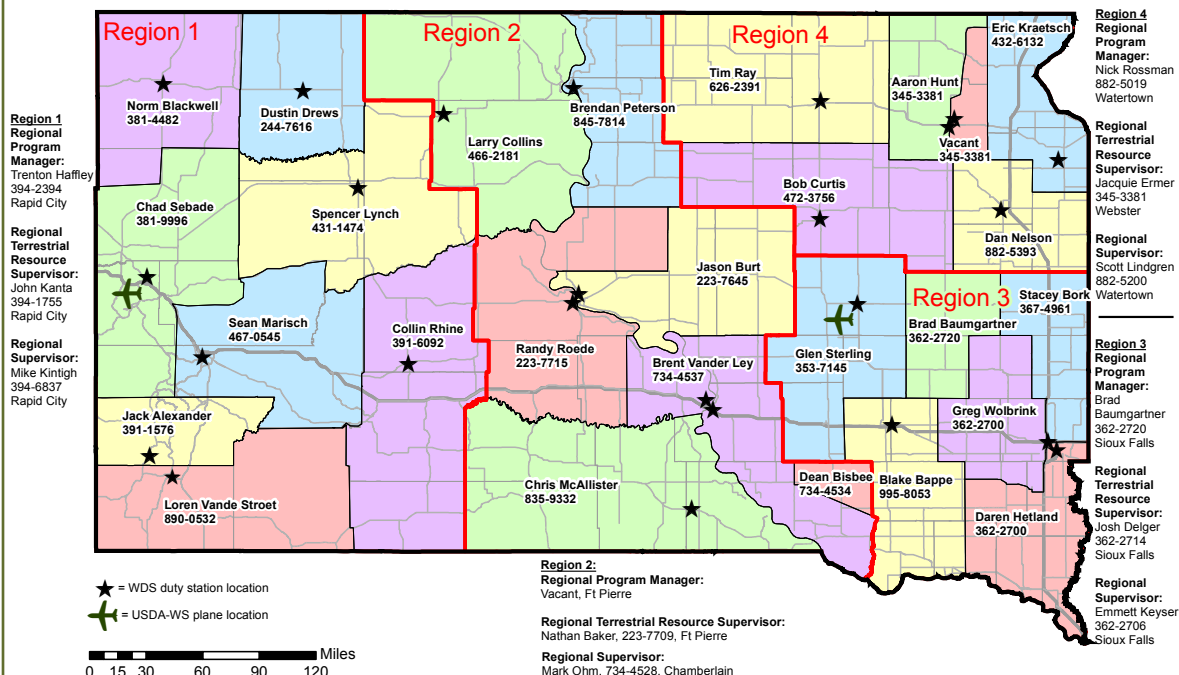 Region 1
Region 2
Region 4
Region 3
Norm Blackwell
381-4482
Dustin Drews
244-7616
Larry Collins
466-2181
Brendan Peterson
845-7814
Tim Ray
626-2391
Aaron Hunt
345-3381
Eric Kraetsch
432-6132
Vacant
345-3381
Chad Sebade
381-9996
Spencer Lynch
431-1474
Bob Curtis
472-3756
Dan Nelson
882-5393
Jason Burt
223-7645
Stacey Bork
367-4961
Brad Baumgartner
362-2720
Sean Marisch
467-0545
Collin Rhine
391-6092
Randy Roede
223-7715
Brent Vander Ley
734-4537
Glen Sterling
353-7145
Jack Alexander
391-1576
Greg Wolbrink
362-2700
Loren Vande Stroet
890-0532
Chris McAllister
835-9332
Dean Bisbee
734-4534
Blake Bappe
995-8053
Daren Hetland
362-2700
Region 1
Regional
Program
Manager:
Trenton Haffley
394-2394
Rapid City
Regional
Terrestrial
Resource
Supervisor:
John Kanta
394-1755
Rapid City
Regional
Supervisor:
Mike Kintigh
394-6837
Rapid City
Region 4
Regional
Program
Manager:
Nick Rossman
882-5019
Watertown
Regional
Terrestrial
Resource
Supervisor:
Jacquie Ermer
345-3381
Webster
Regional
Supervisor:
Scott Lindgren
882-5200
Watertown
Region 3
Regional
Program
Manager:
Brad
Baumgartner
362-2720
Sioux Falls
Regional
Terrestrial
Resource
Supervisor:
Josh Delger
362-2714
Sioux Falls
Regional
Supervisor:
Emmett Keyser
362-2706
Sioux Falls
= WDS duty station location
= USDA-WS plane location
Miles
0 15 30 60 90 120
Region 2:
Regional Program Manager:
Vacant, Ft Pierre
Regional Terrestrial Resource Supervisor:
Nathan Baker, 223-7709, Ft Pierre
Regional Supervisor:
Mark Ohm, 734-4528, Chamberlain